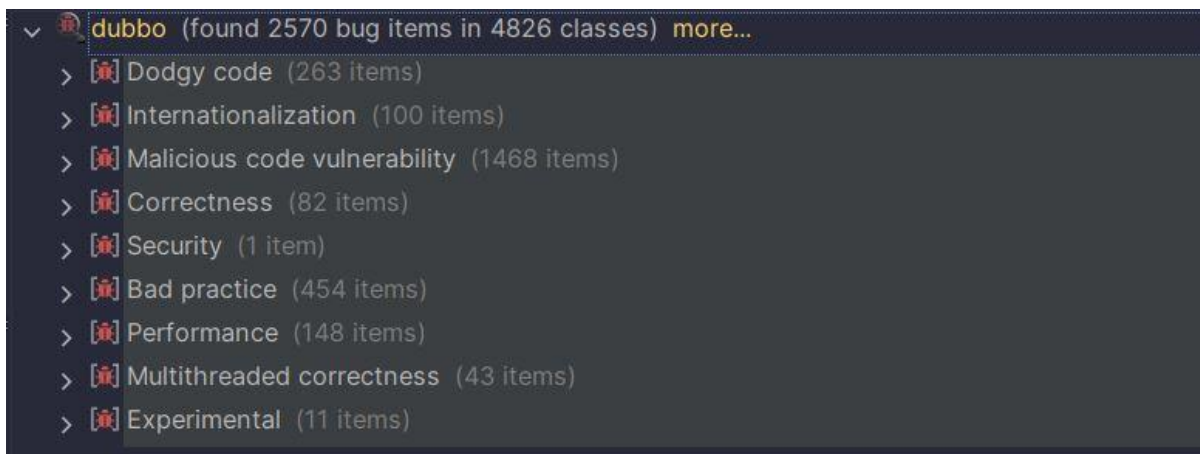 dubbo (found 2570 bug items in 4826 classes) more...
Dodgy code (263 items)
Internationalization (100 items)
Malicious code vulnerability (1468 items)
Correctness (82 items)
Security (1 item)
Bad practice (454 items)
Performance (148 items)
Multithreaded correctness (43 items)
Experimental (11 items)